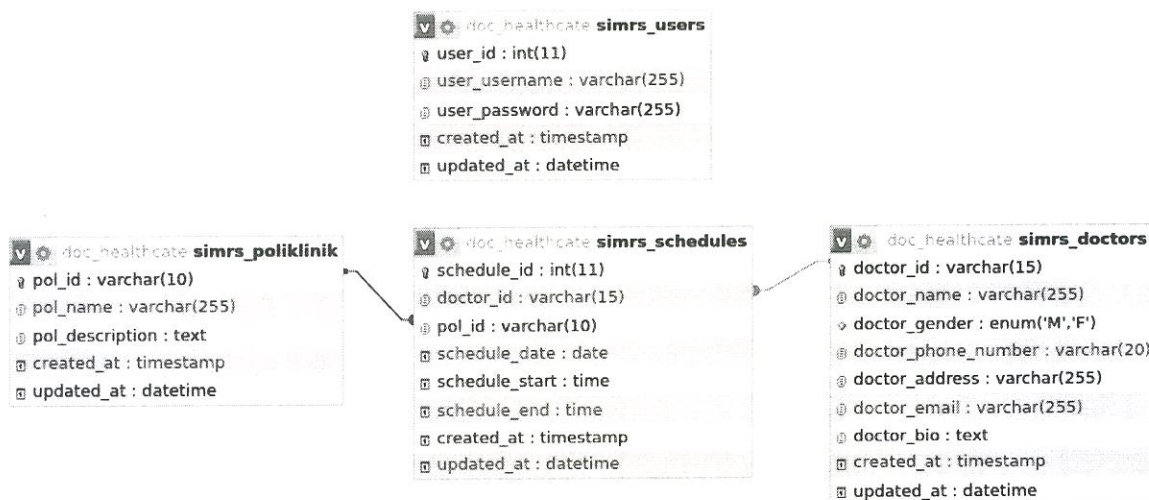 doc_healthcate simrs_users
user_id : int(11)
user_username : varchar(255)
user_password : varchar(255)
created_at : timestamp
updated_at : datetime
doc_healthcate simrs_poliklinik
pol_id : varchar(10)
pol_name : varchar(255)
pol_description : text
created_at : timestamp
updated_at : datetime
doc_healthcate simrs_schedules
schedule_id : int(11)
doctor_id : varchar(15)
pol_id : varchar(10)
schedule_date : date
schedule_start : time
schedule_end : time
created_at : timestamp
updated_at : datetime
doc_healthcate simrs_doctors
doctor_id : varchar(15)
doctor_name : varchar(255)
doctor_gender : enum('M','F')
doctor_phone_number : varchar(20)
doctor_address : varchar(255)
doctor_email : varchar(255)
doctor_bio : text
created_at : timestamp
updated_at : datetime